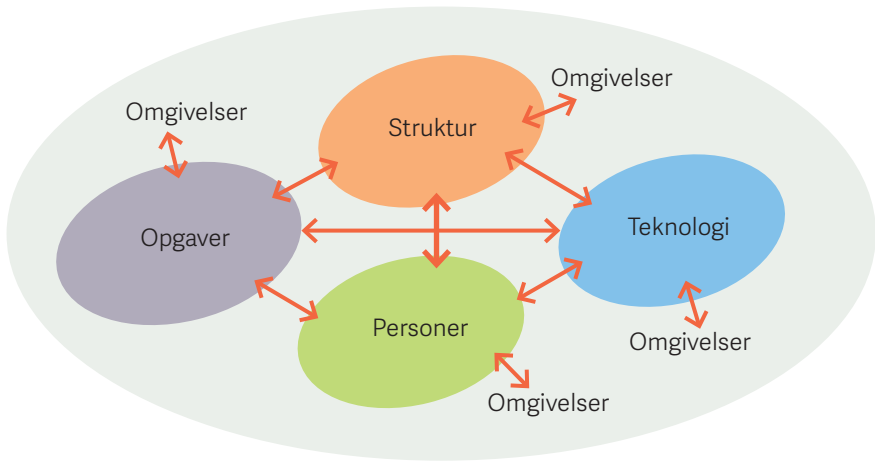 Omgivelser
Struktur
Omgivelser
Opgaver
Teknologi
Personer
Omgivelser
Omgivelser